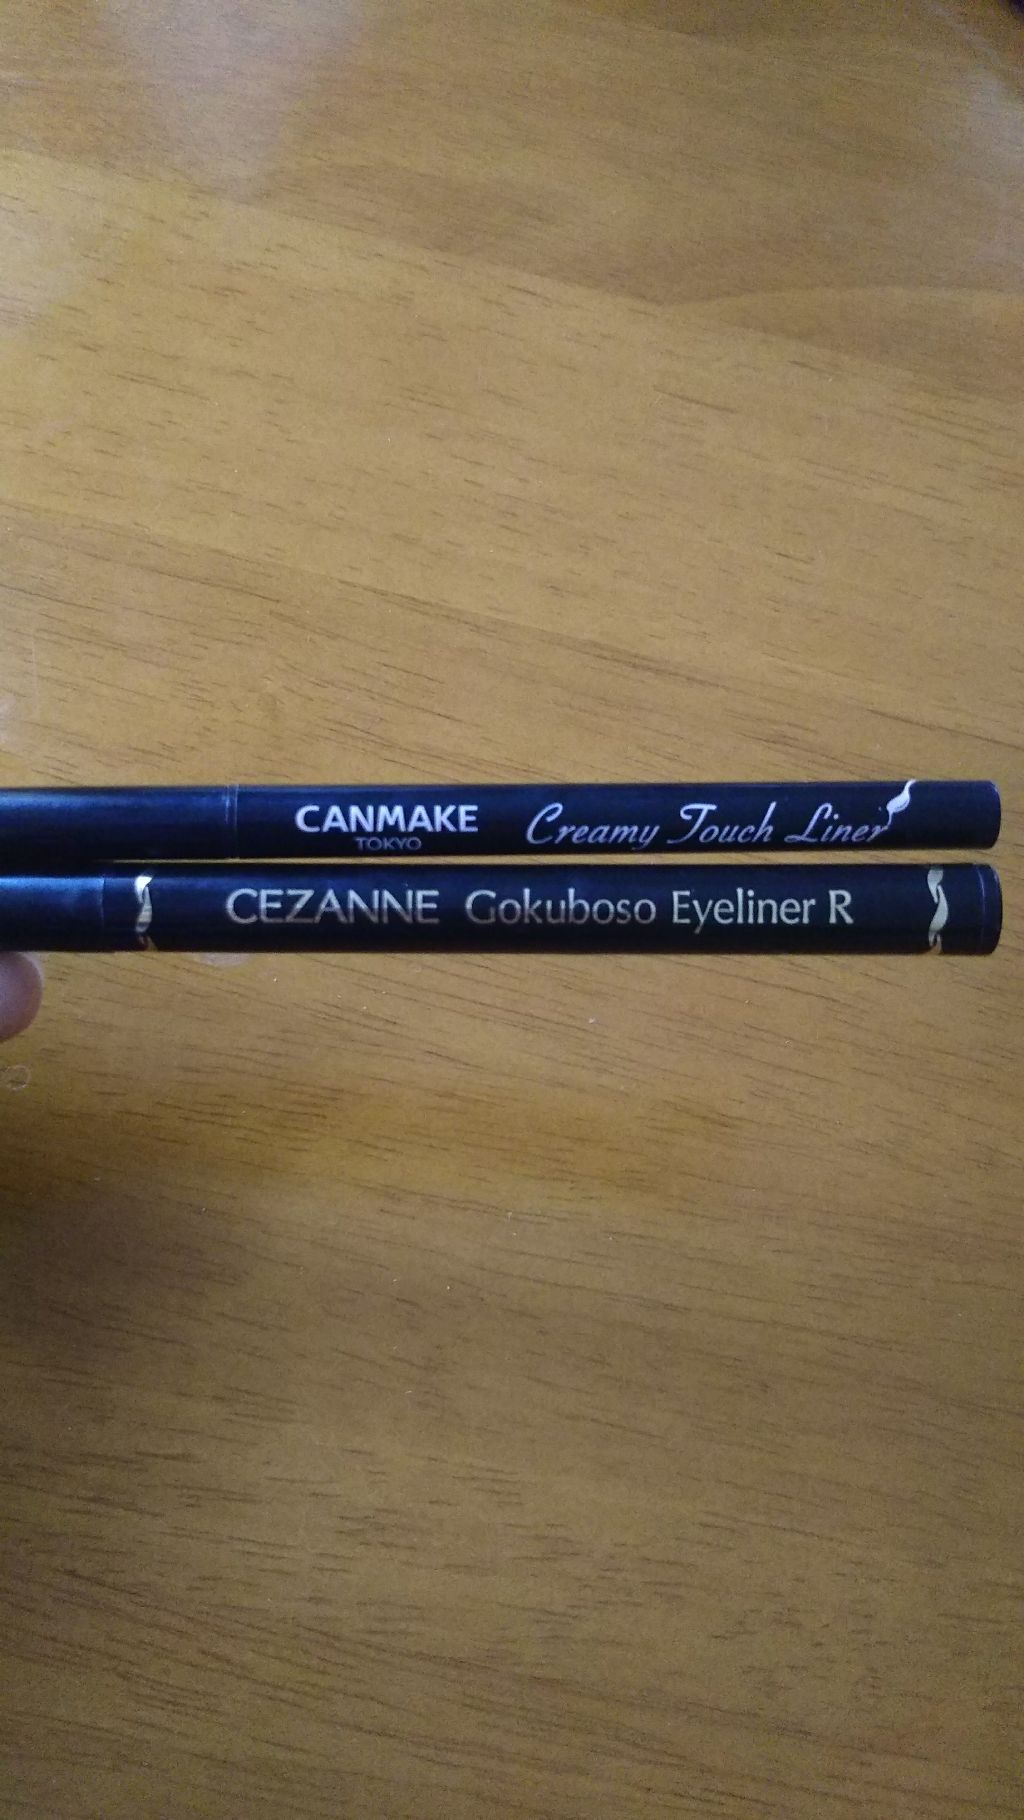 CANMAKE Creamy Touch Liner
TOKYO
CEZANNE Gokuboso Eyeliner R